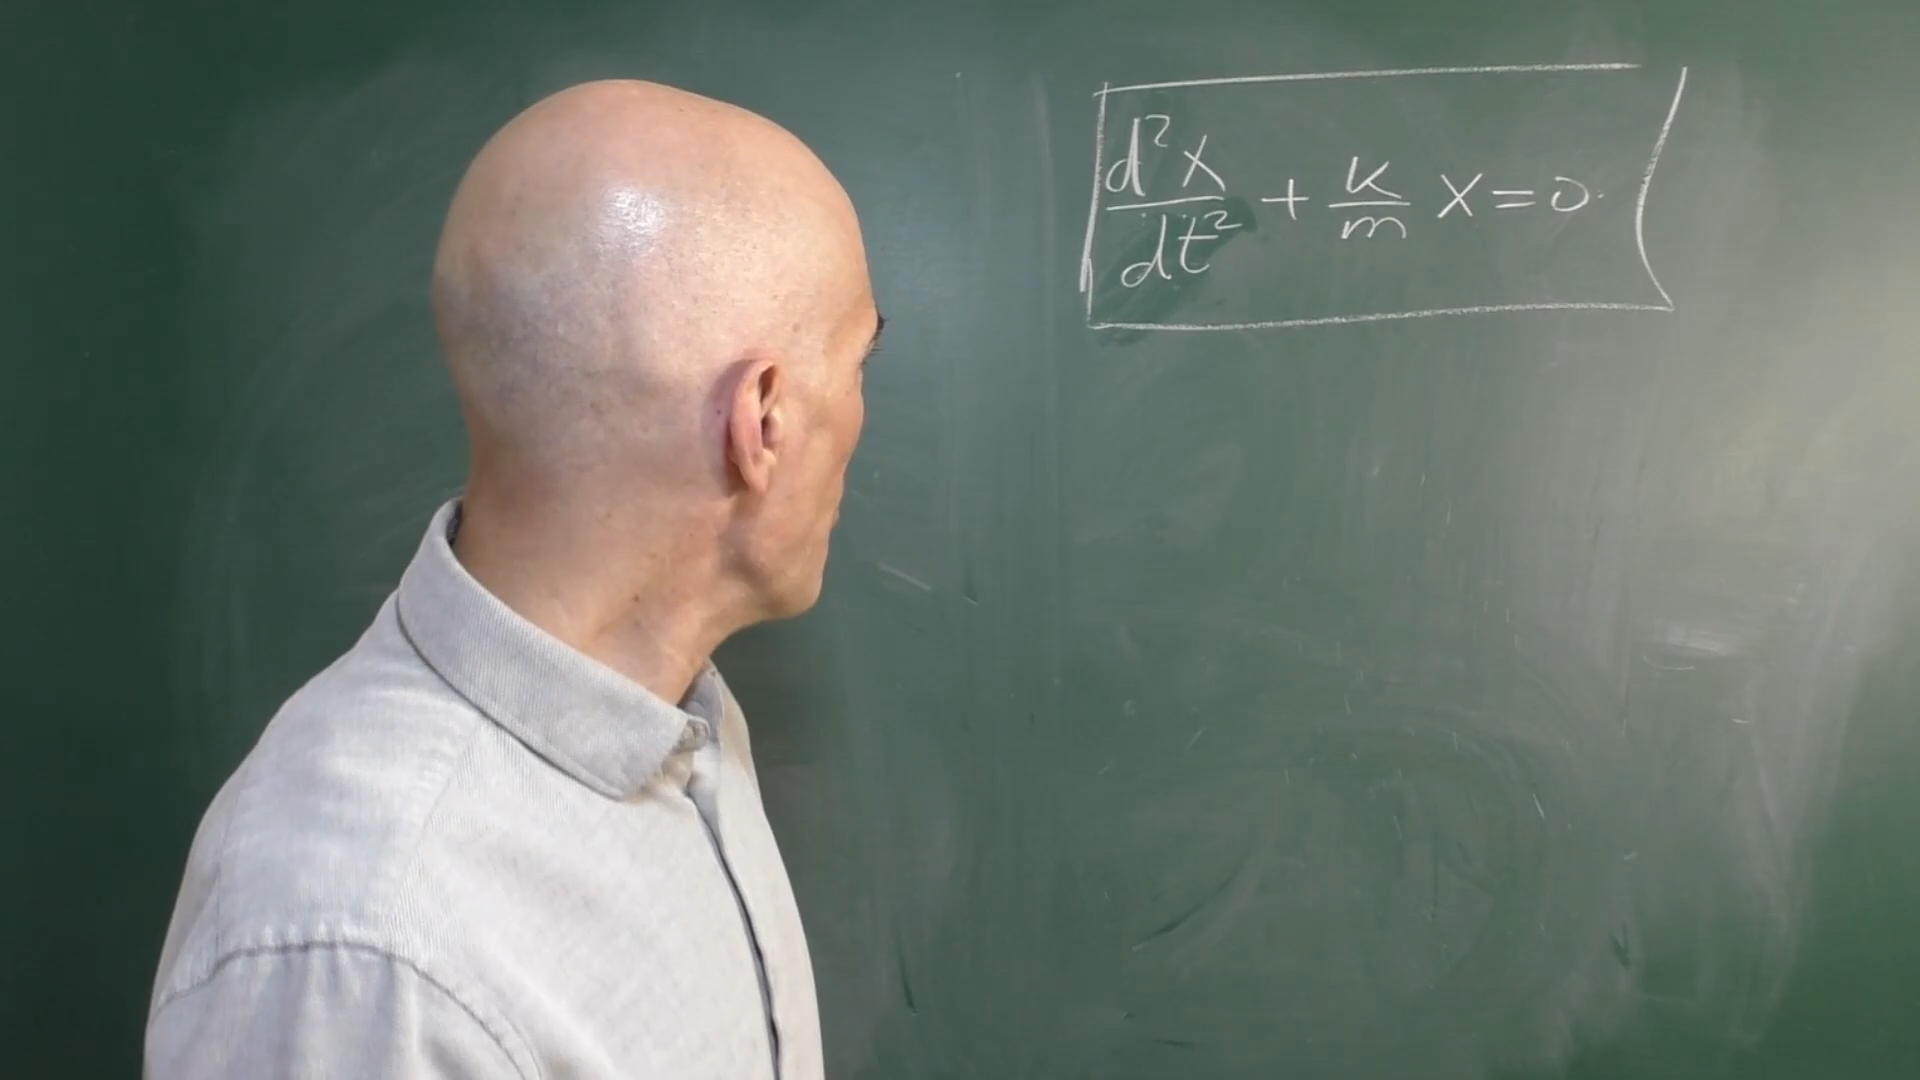 d²x/dt² + k/m x = 0